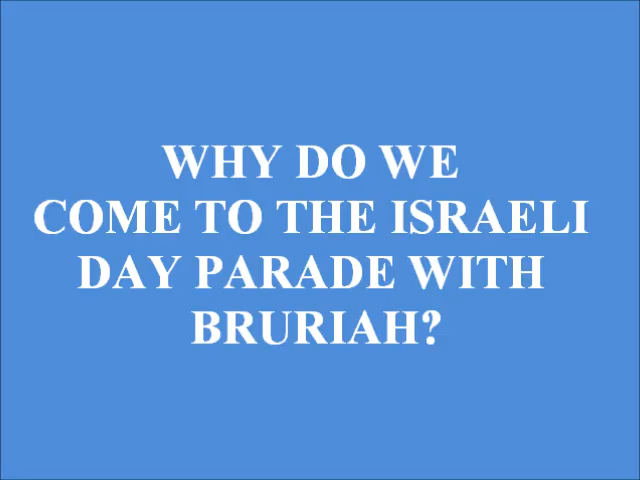 WHY DO WE
COME TO THE ISRAELI
DAY PARADE WITH
BRURIAH?